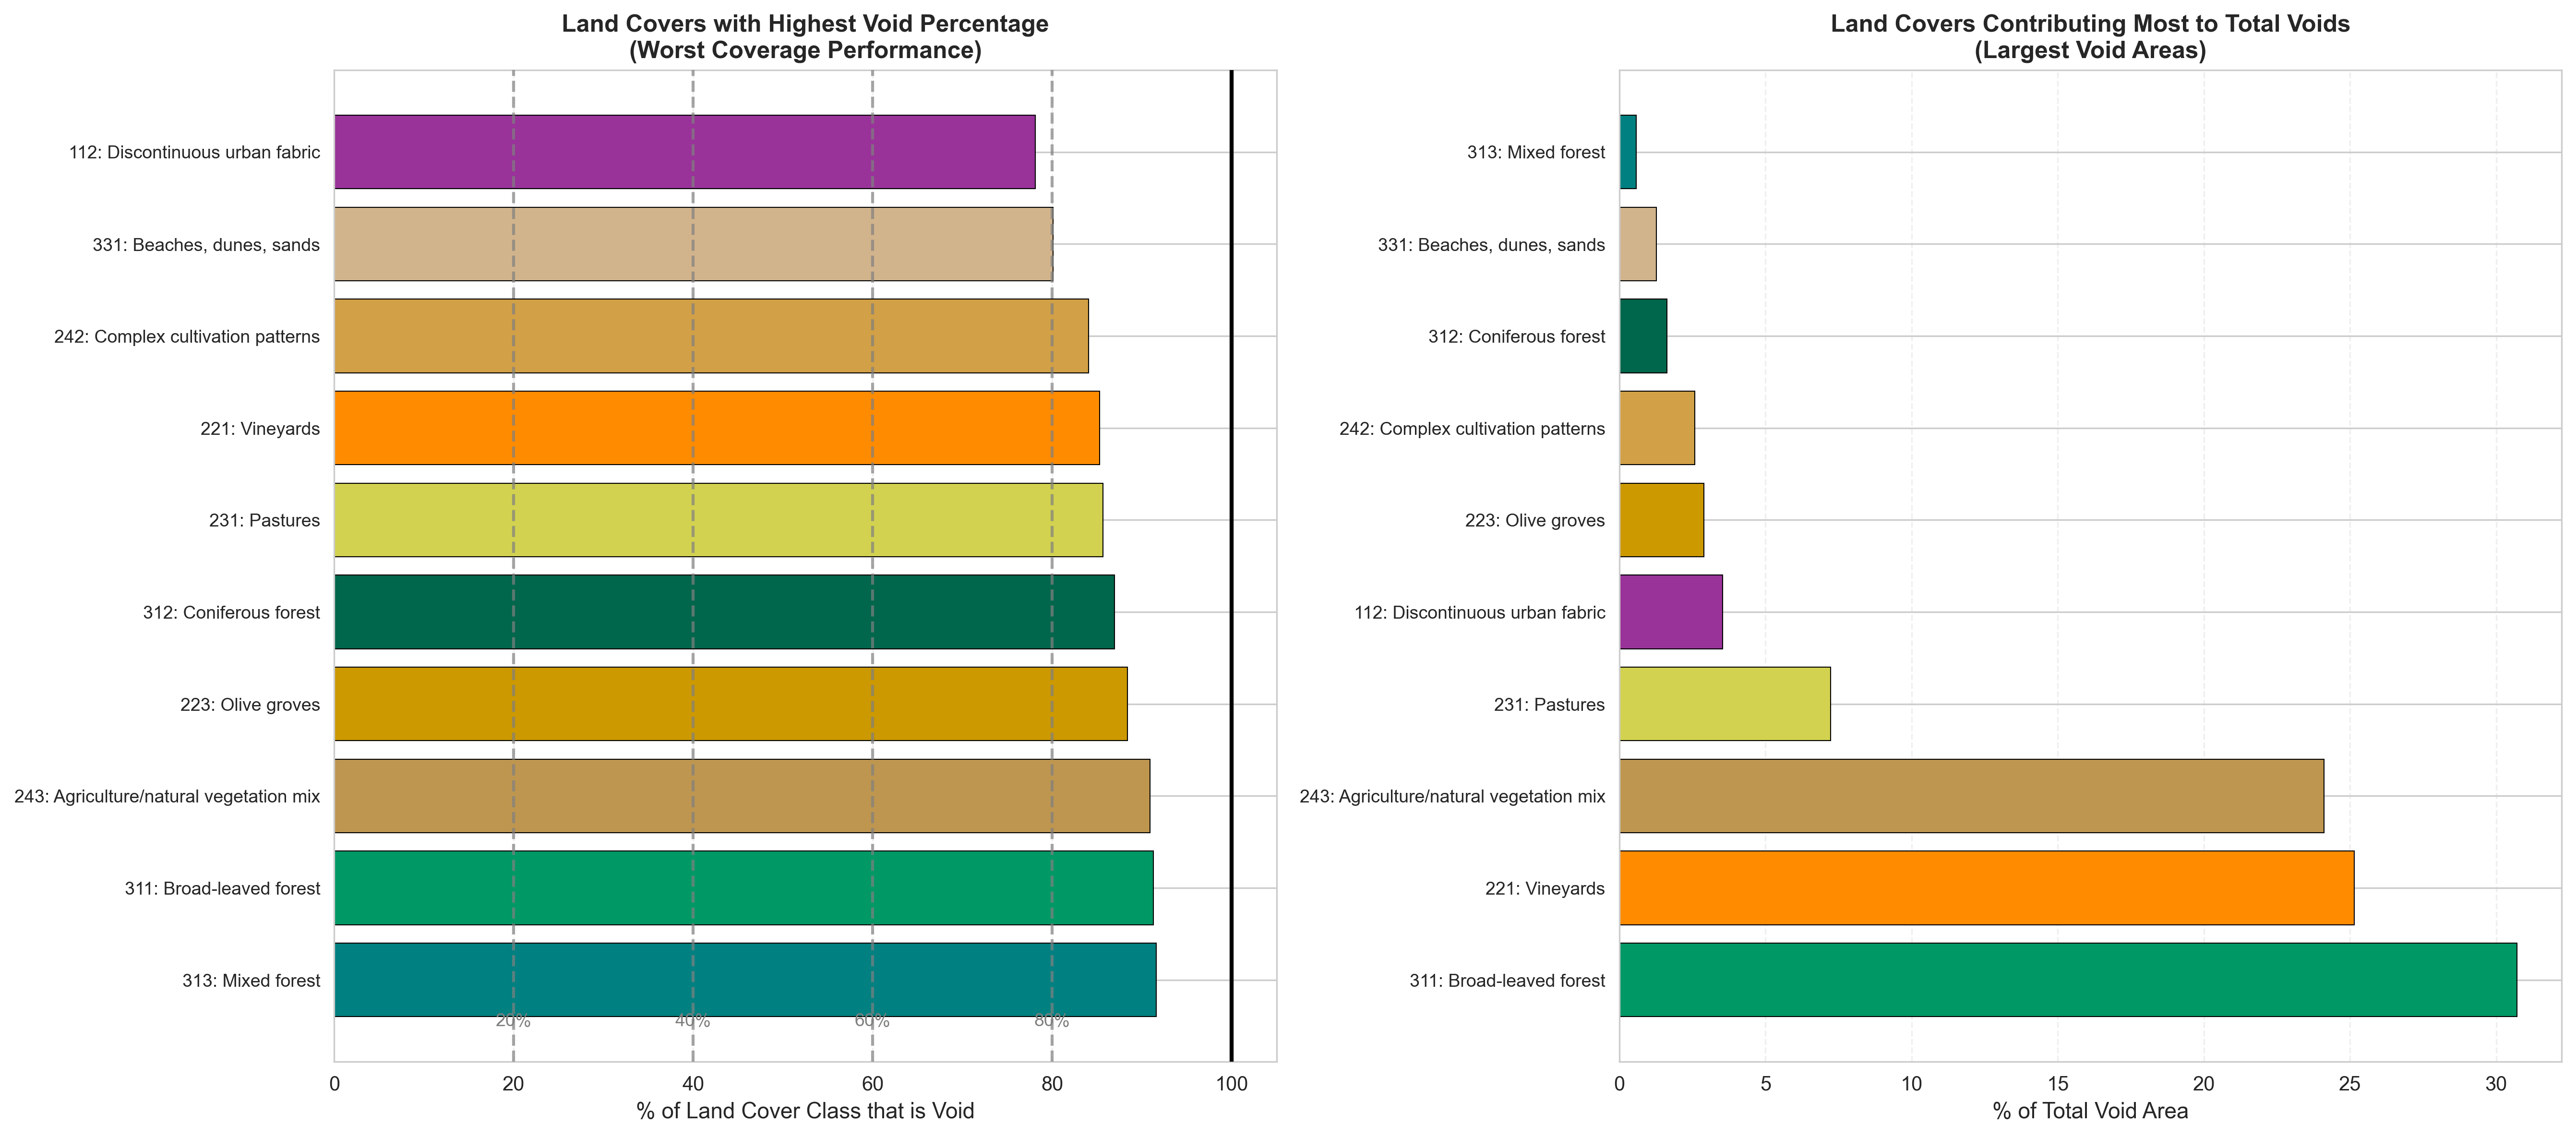 Land Covers with Highest Void Percentage
(Worst Coverage Performance)
112: Discontinuous urban fabric
331: Beaches, dunes, sands
242: Complex cultivation patterns
221: Vineyards
231: Pastures
312: Coniferous forest
223: Olive groves
243: Agriculture/natural vegetation mix
311: Broad-leaved forest
313: Mixed forest
20% 40% 60% 80%
0 20 40 60 80 100
% of Land Cover Class that is Void
Land Covers Contributing Most to Total Voids
(Largest Void Areas)
313: Mixed forest
331: Beaches, dunes, sands
312: Coniferous forest
242: Complex cultivation patterns
223: Olive groves
112: Discontinuous urban fabric
231: Pastures
243: Agriculture/natural vegetation mix
221: Vineyards
311: Broad-leaved forest
0 5 10 15 20 25 30
% of Total Void Area